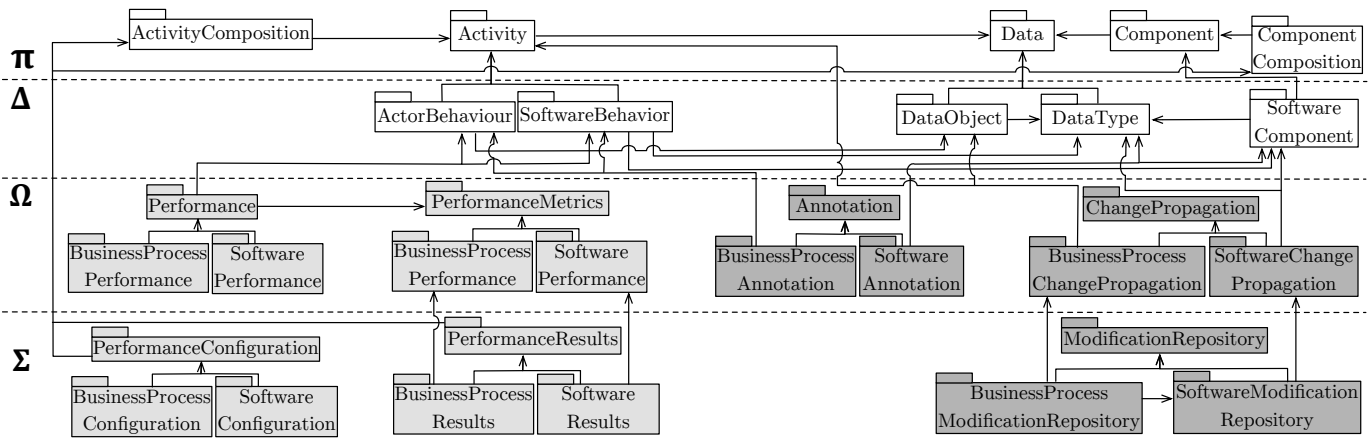 π
ActivityComposition
Activity
Data
Component
Component
Composition
Δ
ActorBehaviour
SoftwareBehavior
DataObject
DataType
Software
Component
Ω
Performance
PerformanceMetrics
Annotation
ChangePropagation
BusinessProcess
Performance
Software
Performance
BusinessProcess
Performance
Software
Performance
BusinessProcess
Annotation
Software
Annotation
BusinessProcess
ChangePropagation
SoftwareChange
Propagation
Σ
PerformanceConfiguration
PerformanceResults
ModificationRepository
BusinessProcess
Configuration
Software
Configuration
BusinessProcess
Results
Software
Results
BusinessProcess
ModificationRepository
SoftwareModification
Repository